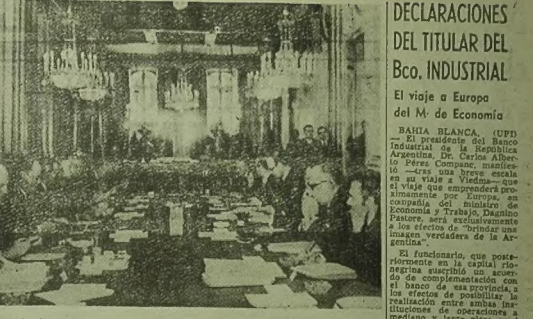 DECLARACIONES
DEL TITULAR DEL
Bco. INDUSTRIAL
El viaje a Europa
del M. de Economía
BAHIA BLANCA, (UPI)
— El presidente del Banco
Industrial de la República
Argentina, Dr. Carlos Alber-
to Pérez Companc, manifes-
tó —tras una breve escala
en su viaje a Viedma— que
el viaje que emprenderá pró-
ximamente por Europa, en
compañía del ministro de
Economía y Trabajo, Dagnino
Pastore, será exclusivamente
a los efectos de "brindar una
imagen verdadera de la Ar-
gentina".
El funcionario, que poste-
riormente en la capital rio-
negrina suscribió un acuer-
do de complementación con
el banco de esa provincia, a
los efectos de posibilitar la
realización entre ambas ins-
tituciones de operaciones a
mediano y largo